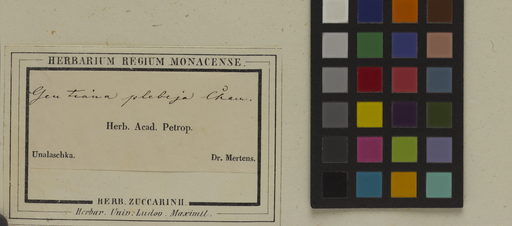 HERBARIUM REGIUM MONACENSE.
Gentiana plebeja Cham.
Herb. Acad. Petrop.
Unalaschka. Dr. Mertens.
HERB. ZUCCARINII.
Herbar. Univ: Ludov. Maximil.